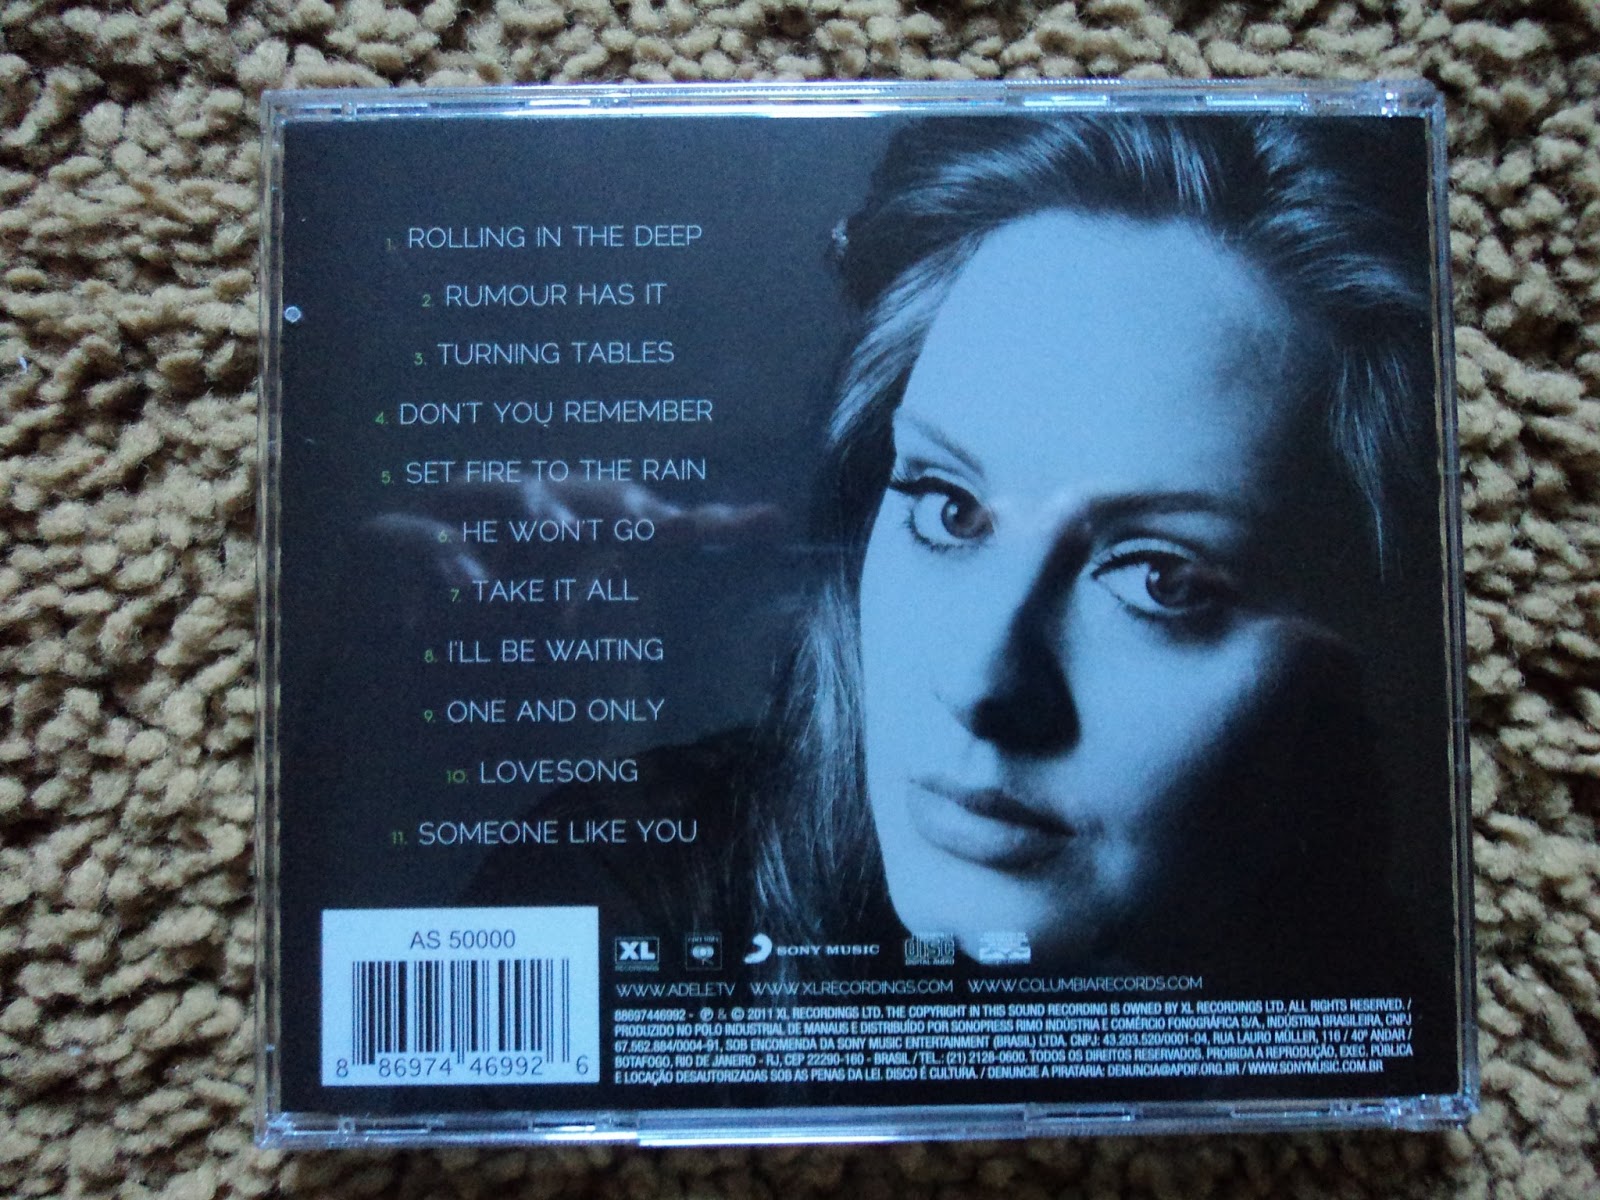 1. ROLLING IN THE DEEP
2. RUMOUR HAS IT
3. TURNING TABLES
4. DON'T YOU REMEMBER
5. SET FIRE TO THE RAIN
6. HE WON'T GO
7. TAKE IT ALL
8. I'LL BE WAITING
9. ONE AND ONLY
10. LOVESONG
11. SOMEONE LIKE YOU
AS 50000
8 86974 46992 6
XL RECORDINGS SONY MUSIC DISC DIGITAL AUDIO
WWW.ADELE.TV WWW.XLRECORDINGS.COM WWW.COLUMBIARECORDS.COM
88697446992 - ℗ & © 2011 XL RECORDINGS LTD. THE COPYRIGHT IN THIS SOUND RECORDING IS OWNED BY XL RECORDINGS LTD. ALL RIGHTS RESERVED. /
PRODUZIDO NO PÓLO INDUSTRIAL DE MANAUS E DISTRIBUÍDO POR SONOPRESS RIMO INDÚSTRIA E COMÉRCIO FONOGRÁFICA S/A., INDÚSTRIA BRASILEIRA, CNPJ
67.562.884/0004-91, SOB ENCOMENDA DA SONY MUSIC ENTERTAINMENT (BRASIL) LTDA. CNPJ: 43.203.520/0001-04, RUA LAURO MÜLLER, 116 / 40º ANDAR /
BOTAFOGO, RIO DE JANEIRO - RJ, CEP 22290-160 - BRASIL / TEL.: (21) 2128-0600. TODOS OS DIREITOS RESERVADOS. PROIBIDA A REPRODUÇÃO, EXEC. PÚBLICA
E LOCAÇÃO DESAUTORIZADAS SOB AS PENAS DA LEI. DISCO É CULTURA. / DENUNCIE A PIRATARIA: DENUNCIA@APDIF.ORG.BR / WWW.SONYMUSIC.COM.BR